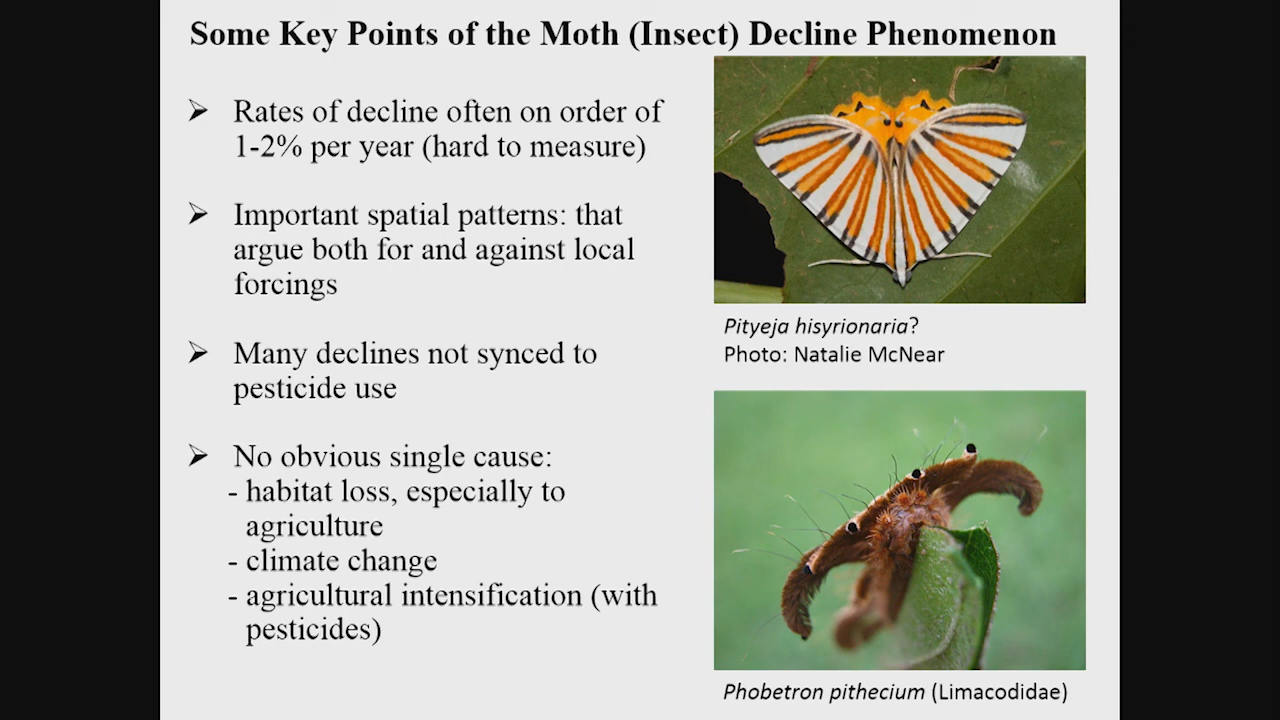 Some Key Points of the Moth (Insect) Decline Phenomenon
➢ Rates of decline often on order of
1-2% per year (hard to measure)
➢ Important spatial patterns: that
argue both for and against local
forcings
➢ Many declines not synced to
pesticide use
➢ No obvious single cause:
- habitat loss, especially to
agriculture
- climate change
- agricultural intensification (with
pesticides)
Pityeja hisyrionaria?
Photo: Natalie McNear
Phobetron pithecium (Limacodidae)